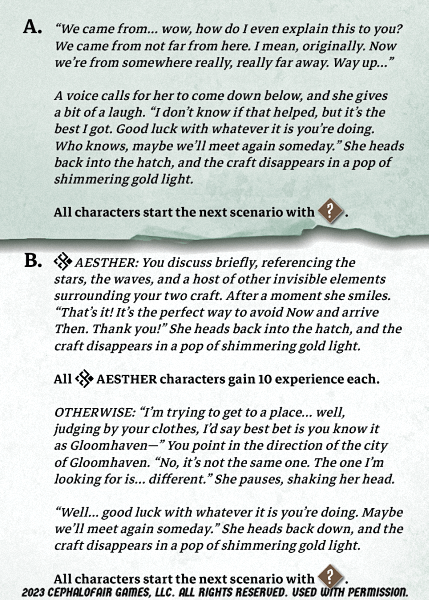 A. “We came from... wow, how do I even explain this to you?
We came from not far from here. I mean, originally. Now
we’re from somewhere really, really far away. Way up...”
A voice calls for her to come down below, and she gives
a bit of a laugh. “I don’t know if that helped, but it’s the
best I got. Good luck with whatever it is you’re doing.
Who knows, maybe we’ll meet again someday.” She heads
back into the hatch, and the craft disappears in a pop of
shimmering gold light.
All characters start the next scenario with ?.
B. AESTHER: You discuss briefly, referencing the
stars, the waves, and a host of other invisible elements
surrounding your two craft. After a moment she smiles.
“That’s it! It’s the perfect way to avoid Now and arrive
Then. Thank you!” She heads back into the hatch, and the
craft disappears in a pop of shimmering gold light.
All AESTHER characters gain 10 experience each.
OTHERWISE: “I’m trying to get to a place... well,
judging by your clothes, I’d say best bet is you know it
as Gloomhaven—” You point in the direction of the city
of Gloomhaven. “No, it’s not the same one. The one I’m
looking for is... different.” She pauses, shaking her head.
“Well... good luck with whatever it is you’re doing. Maybe
we’ll meet again someday.” She heads back down, and the
craft disappears in a pop of shimmering gold light.
All characters start the next scenario with ?.
2023 CEPHALOFAIR GAMES, LLC. ALL RIGHTS RESERVED. USED WITH PERMISSION.